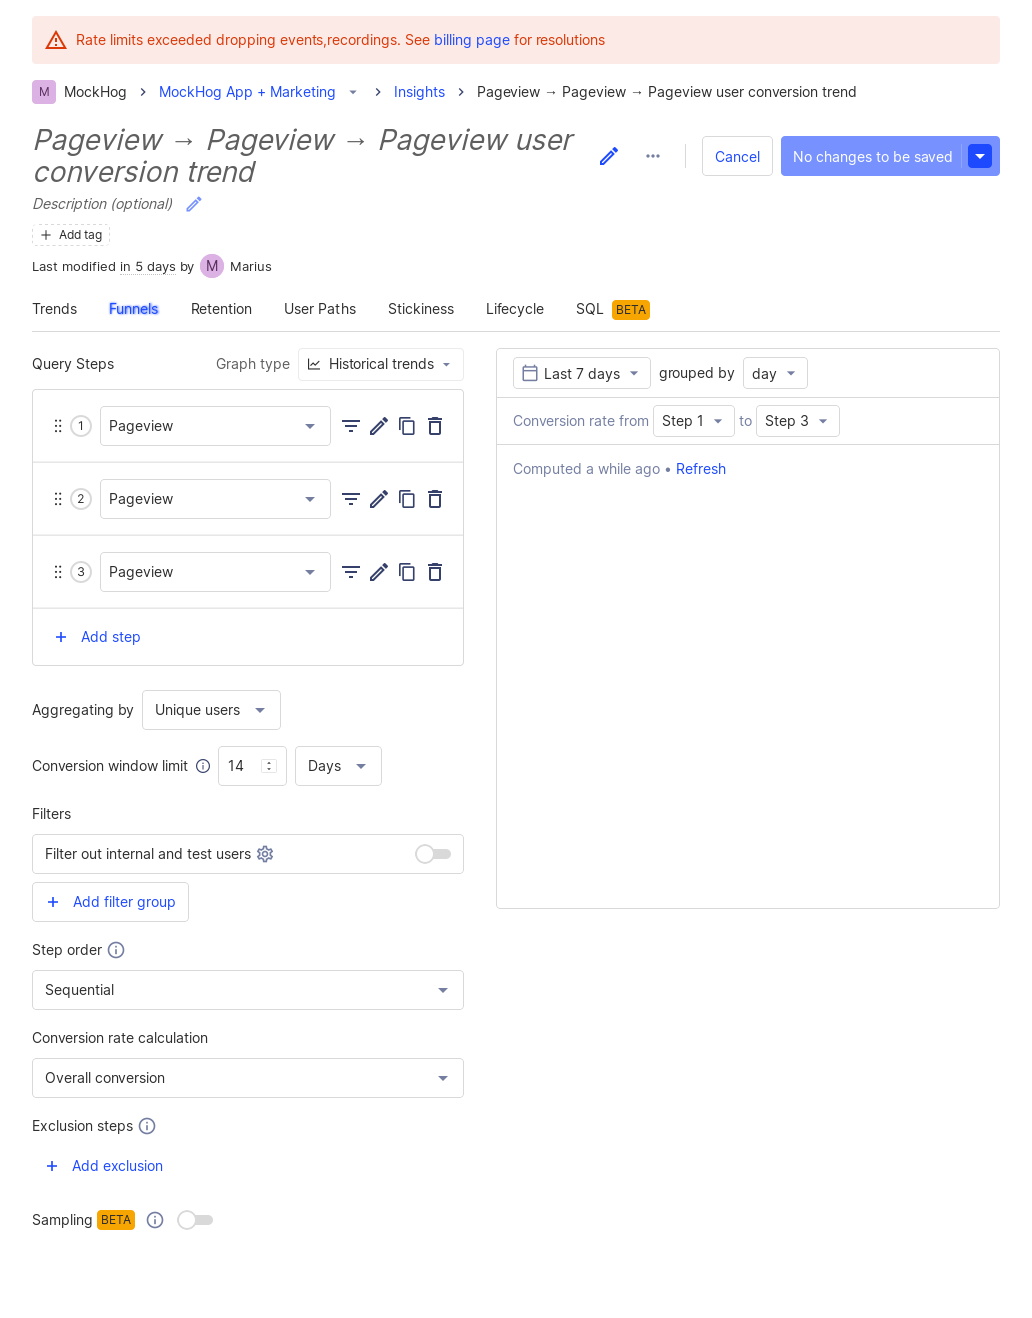 Rate limits exceeded dropping events,recordings. See billing page for resolutions
M MockHog MockHog App + Marketing Insights Pageview → Pageview → Pageview user conversion trend
Pageview → Pageview → Pageview user
conversion trend
Cancel
No changes to be saved
Description (optional)
Add tag
Last modified in 5 days by M Marius
Trends Funnels Retention User Paths Stickiness Lifecycle SQL BETA
Query Steps Graph type Historical trends
1 Pageview
2 Pageview
3 Pageview
Add step
Aggregating by Unique users
Conversion window limit 14 Days
Filters
Filter out internal and test users
Add filter group
Step order
Sequential
Conversion rate calculation
Overall conversion
Exclusion steps
Add exclusion
Sampling BETA
Last 7 days grouped by day
Conversion rate from Step 1 to Step 3
Computed a while ago • Refresh